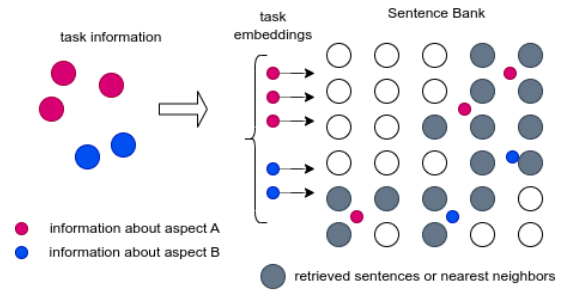 task information
task
embeddings
Sentence Bank
information about aspect A
information about aspect B
retrieved sentences or nearest neighbors